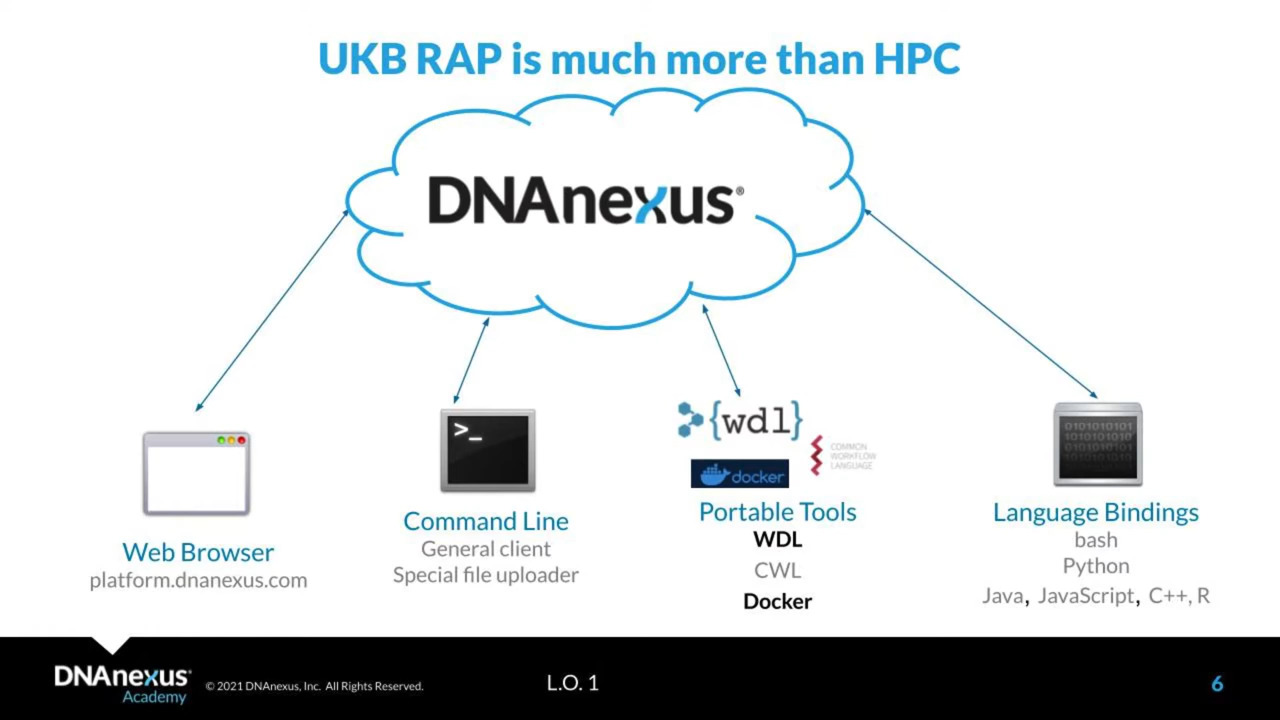 UKB RAP is much more than HPC
DNAnexus®
>_
{wdl}
COMMON
WORKFLOW
LANGUAGE
docker
0101010101
Web Browser
platform.dnanexus.com
Command Line
General client
Special file uploader
Portable Tools
WDL
CWL
Docker
Language Bindings
bash
Python
Java, JavaScript, C++, R
DNAnexus
Academy
© 2021 DNAnexus, Inc. All Rights Reserved.
L.O. 1
6